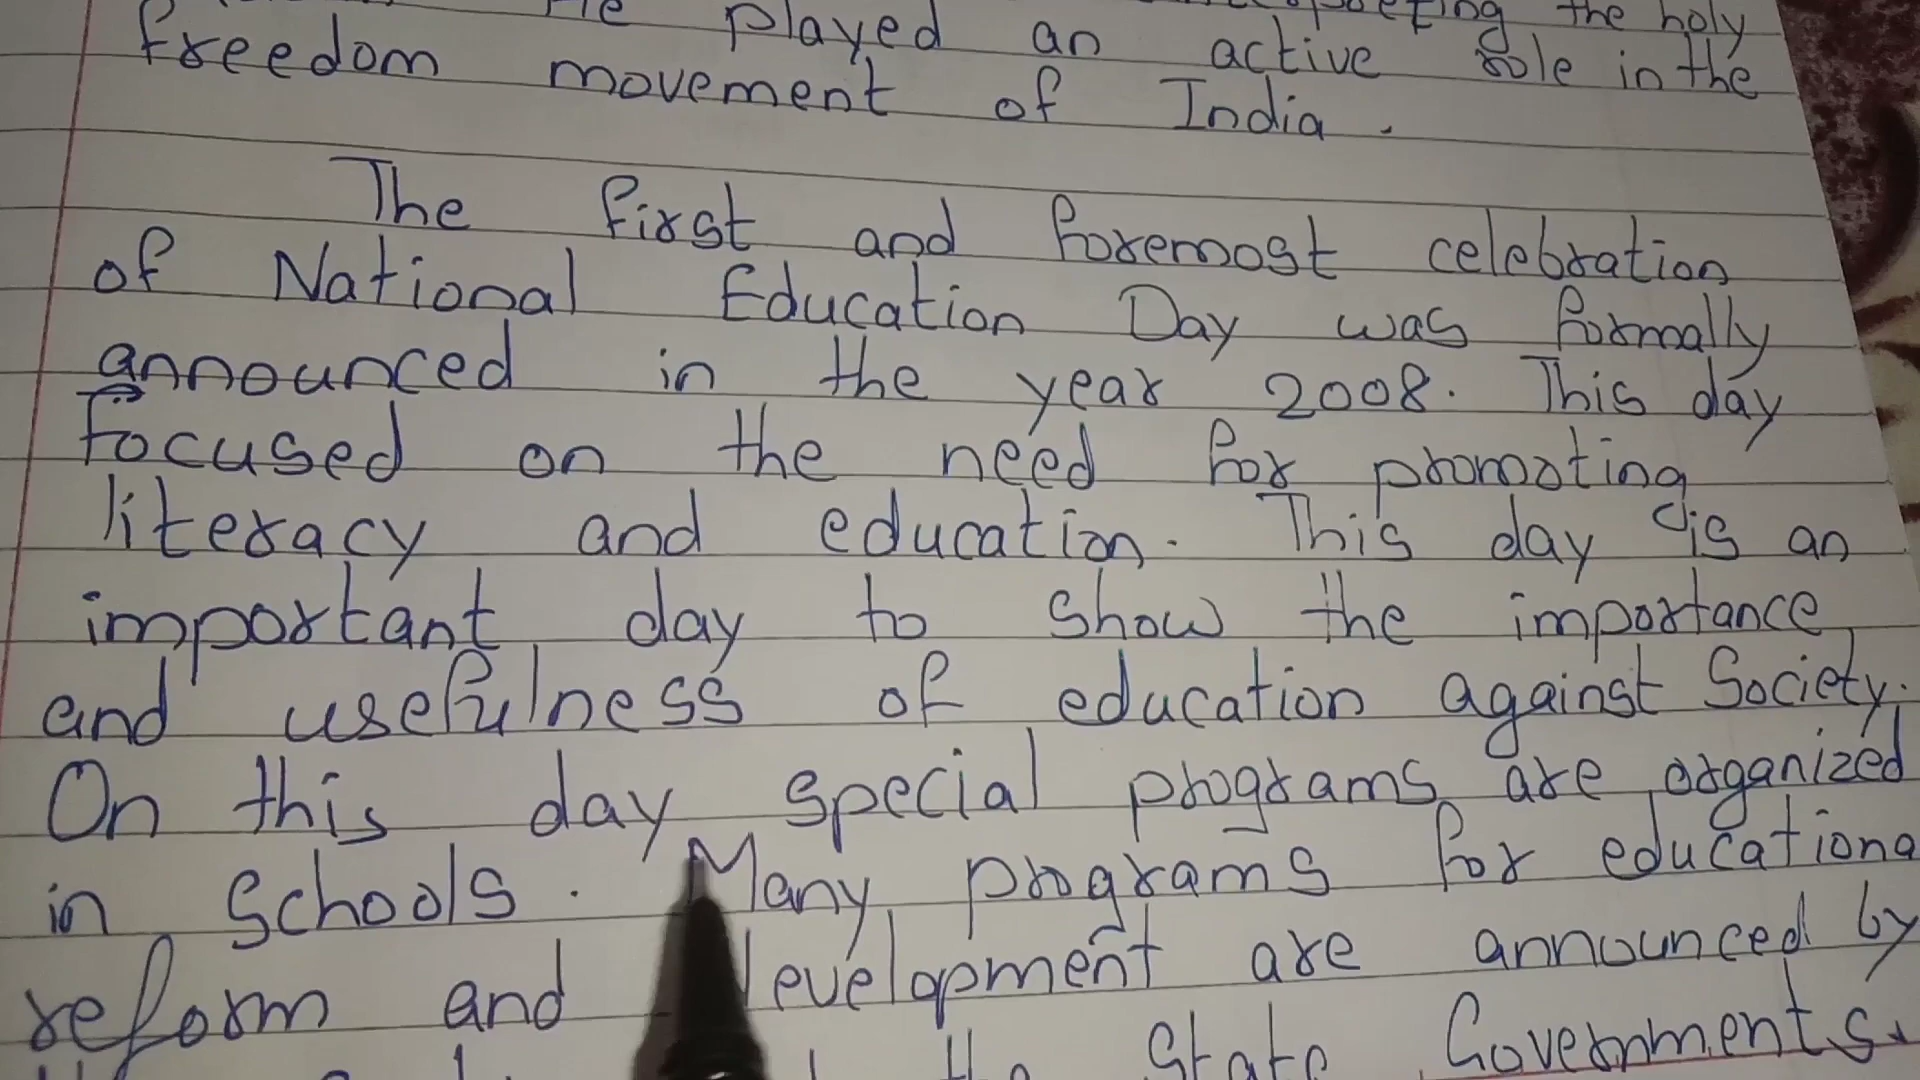 He played an active role in the
freedom movement of India.
The first and foremost celebration
of National Education Day was formally
announced in the year 2008. This day
focused on the need for promoting
literacy and education. This day is an
important day to show the importance
and usefulness of education against Society.
On this day special programs are organized
in Schools. Many programs for educationa
reform and development are announced by
the State Governments.